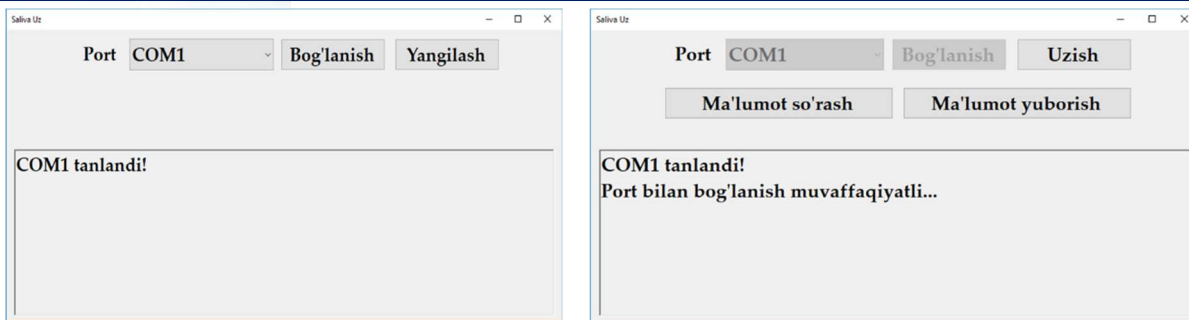 Saliva Uz
Port COM1 Bog'lanish Yangilash
COM1 tanlandi!
Saliva Uz
Port COM1 Bog'lanish Uzish
Ma'lumot so'rash Ma'lumot yuborish
COM1 tanlandi!
Port bilan bog'lanish muvaffaqiyatli...